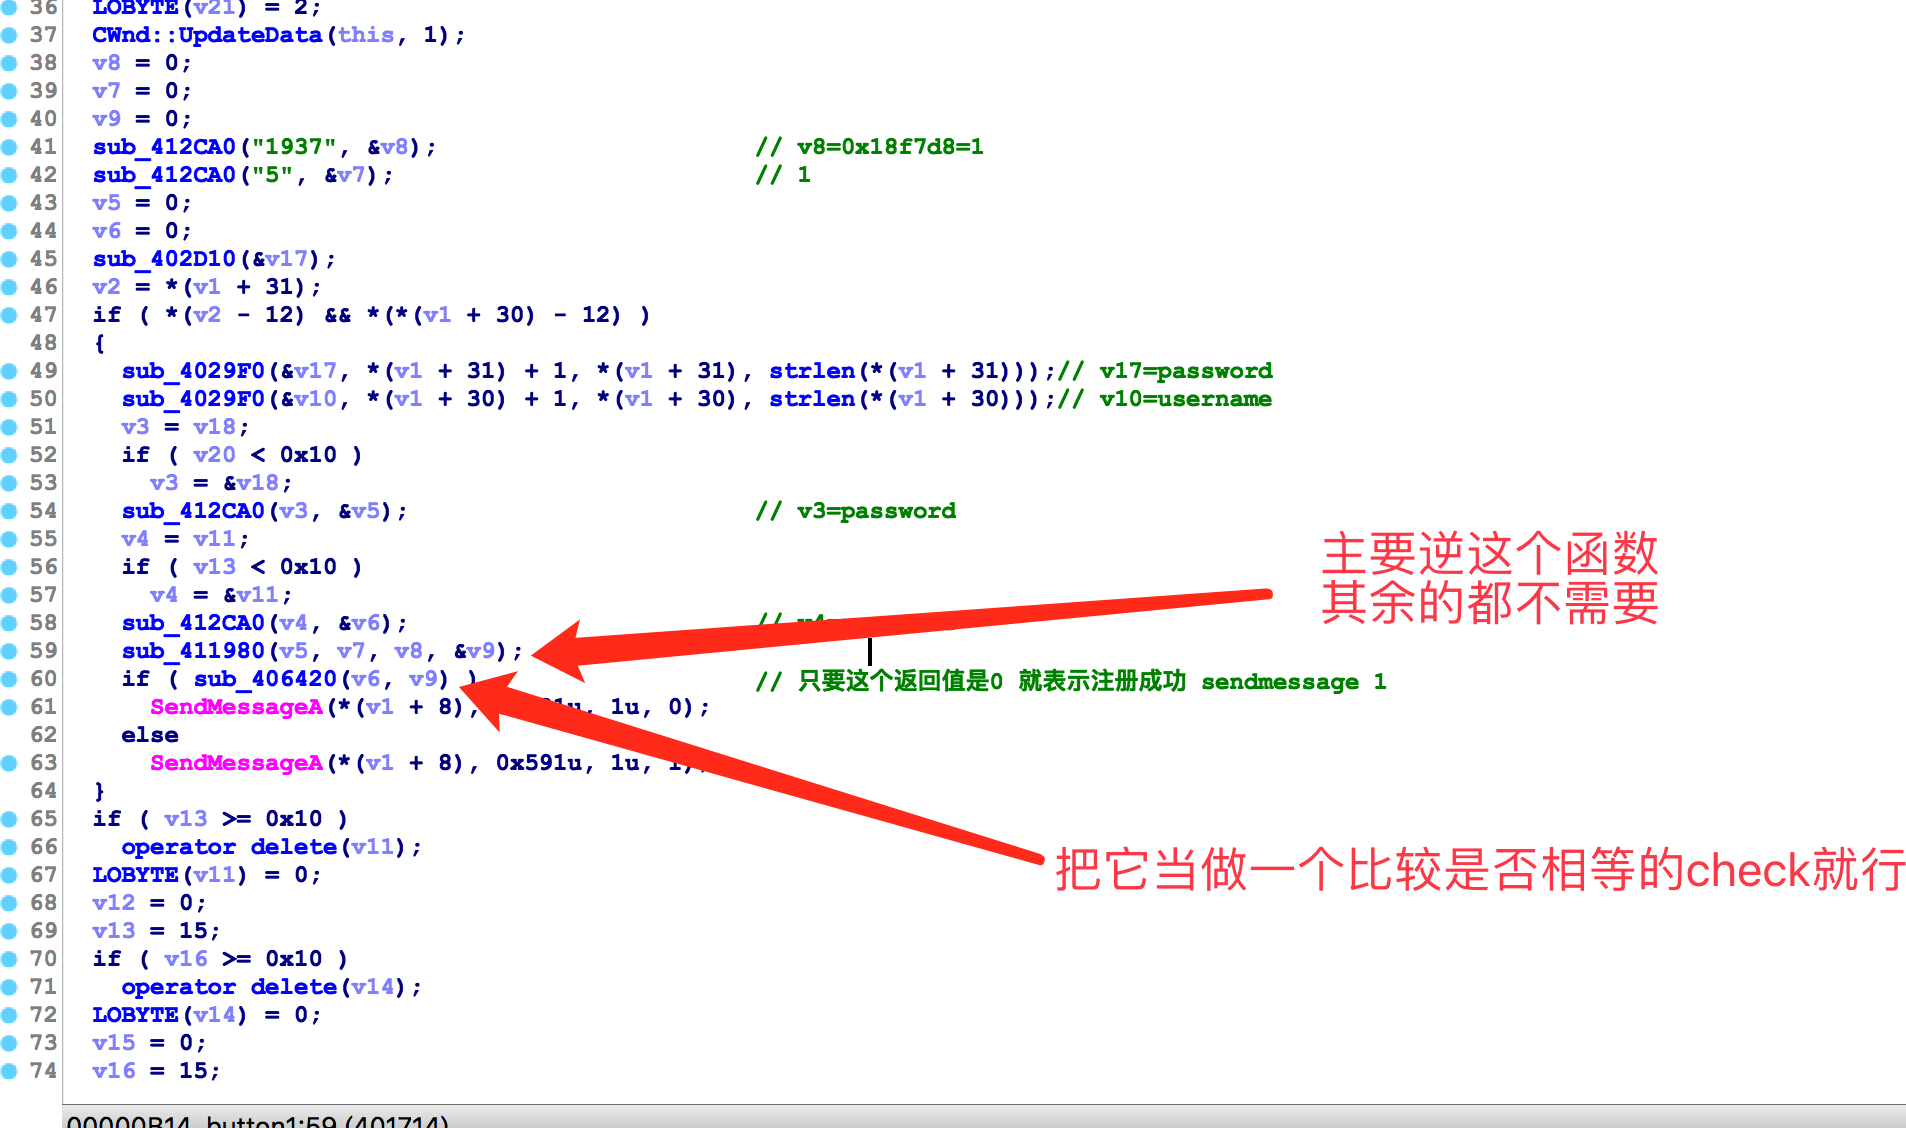 36 LOBYTE(v21) = 2;
37 CWnd::UpdateData(this, 1);
38 v8 = 0;
39 v7 = 0;
40 v9 = 0;
41 sub_412CA0("1937", &v8); // v8=0x18f7d8=1
42 sub_412CA0("5", &v7); // 1
43 v5 = 0;
44 v6 = 0;
45 sub_402D10(&v17);
46 v2 = *(v1 + 31);
47 if ( *(v2 - 12) && *(*(v1 + 30) - 12) )
48 {
49 sub_4029F0(&v17, *(v1 + 31) + 1, *(v1 + 31), strlen(*(v1 + 31)));// v17=password
50 sub_4029F0(&v10, *(v1 + 30) + 1, *(v1 + 30), strlen(*(v1 + 30)));// v10=username
51 v3 = v18;
52 if ( v20 < 0x10 )
53 v3 = &v18;
54 sub_412CA0(v3, &v5); // v3=password
55 v4 = v11;
56 if ( v13 < 0x10 )
57 v4 = &v11;
主要逆这个函数
其余的都不需要
58 sub_412CA0(v4, &v6); //
59 sub_411980(v5, v7, v8, &v9);
60 if ( sub_406420(v6, v9) ) // 只要这个返回值是0 就表示注册成功 sendmessage 1
61 SendMessageA(*(v1 + 8), 1u, 0);
62 else
63 SendMessageA(*(v1 + 8), 0x591u, 1u, 1);
64 }
65 if ( v13 >= 0x10 )
66 operator delete(v11);
把它当做一个比较是否相等的check就行
67 LOBYTE(v11) = 0;
68 v12 = 0;
69 v13 = 15;
70 if ( v16 >= 0x10 )
71 operator delete(v14);
72 LOBYTE(v14) = 0;
73 v15 = 0;
74 v16 = 15;
00000B14 button1:59 (401714)